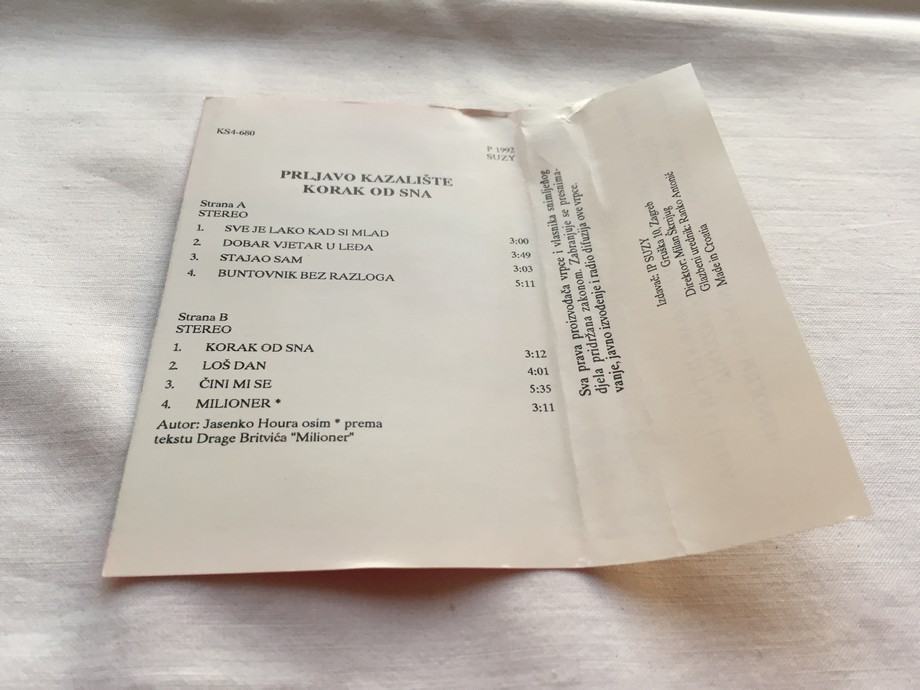 KS4-680
P 1992
SUZY
PRLJAVO KAZALIŠTE
KORAK OD SNA
Strana A
STEREO
1. SVE JE LAKO KAD SI MLAD 3:00
2. DOBAR VJETAR U LEĐA 3:49
3. STAJAO SAM 3:03
4. BUNTOVNIK BEZ RAZLOGA 5:11
Strana B
STEREO
1. KORAK OD SNA 3:12
2. LOŠ DAN 4:01
3. ČINI MI SE 5:35
4. MILIONER * 3:11
Autor: Jasenko Houra osim * prema
tekstu Drage Britvića "Milioner"
Sva prava proizvođača vrpce i vlasnika snimljeđog
djela pridržana zakonom. Zabranjuje se presnima-
vanje, javno izvođenje i radio difuzija ove vrpce.
Izdavač: IP SUZY
Gruška 10, Zagreb
Direktor: Milan Škrnjug
Glazbeni urednik: Ranko Antonić
Made in Croatia